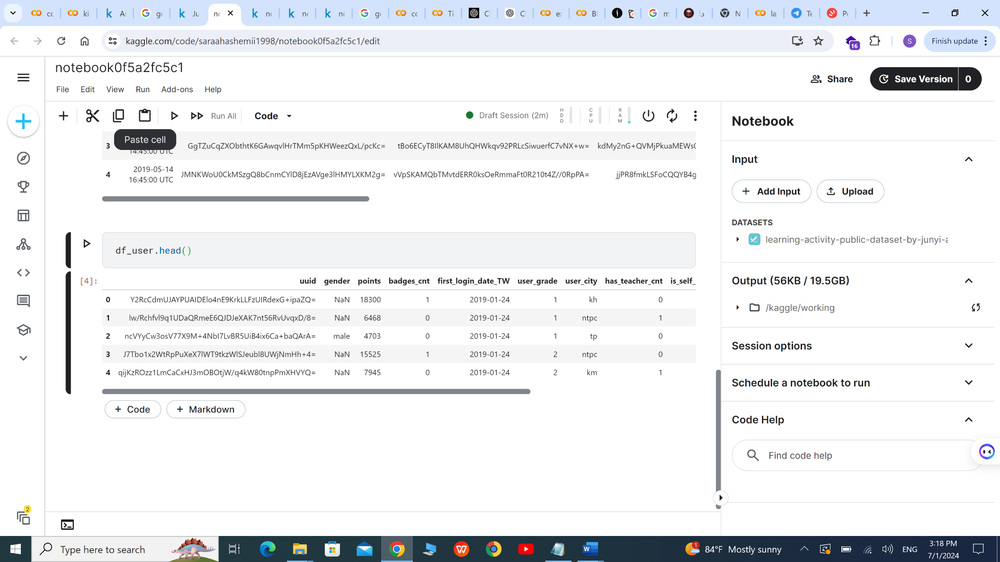 cc ki A gc Ju nc nc nc nc gc cc Ti C C ex Bl m دا N la Te Pe
kaggle.com/code/saraahashemii1998/notebook0f5a2fc5c1/edit 16 S Finish update
notebook0f5a2fc5c1
Share Save Version 0
File Edit View Run Add-ons Help
Run All Code Draft Session (2m) HDD CPU RAM
Notebook
Paste cell
3 14:45:00 UTC GgTZuCqZXObthtK6GAwqvlHrTMm5pKHWeezQxL/pcKc= tBo6ECyT8IlKAM8UhQHWkqv92PRLcSiwuerfC7vNX+w= kdMy2nG+QVMjPkuaMEWs0
4 2019-05-14 16:45:00 UTC JMNKWoU0CkMSzgQ8bCnmCYlD8jEzAVge3lHMYLXKM2g= vVpSKAMQbTMvtdERR0ksOeRmmaFt0R210t4Z//0RpPA= jjPR8fmkLSFoCQQYB4g
df_user.head()
[4]:
uuid gender points badges_cnt first_login_date_TW user_grade user_city has_teacher_cnt is_self_
0 Y2RcCdmUJAYPUAIDElo4nE9KrkLLFzUIRdexG+ipaZQ= NaN 18300 1 2019-01-24 1 kh 0
1 lw/Rchfvl9q1UDaQRmeE6QJDJeXAK7nt56RvUvqxD/8= NaN 6468 0 2019-01-24 1 ntpc 1
2 ncVYyCw3osV77X9M+4NbI7LvBR5UiB4ix6Ca+baQArA= male 4703 0 2019-01-24 1 tp 0
3 J7Tbo1x2WtRpPuXeX7lWT9tkzWlSJeubl8UWjNmHh+4= NaN 15525 1 2019-01-24 2 ntpc 0
4 qijKzROzz1LmCaCxHJ3mOBOtjW/q4kW80tnpPmXHVYQ= NaN 7945 0 2019-01-24 2 km 1
+ Code + Markdown
Input
+ Add Input Upload
DATASETS
learning-activity-public-dataset-by-junyi-a
Output (56KB / 19.5GB)
/kaggle/working
Session options
Schedule a notebook to run
Code Help
Find code help
2
Type here to search
W
1 84°F Mostly sunny ENG 3:18 PM
7/1/2024